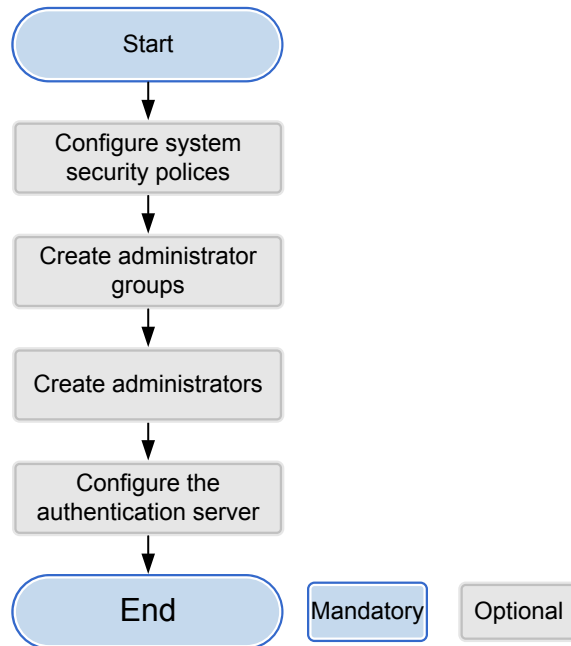 Start
Configure system
security polices
Create administrator
groups
Create administrators
Configure the
authentication server
End
Mandatory
Optional